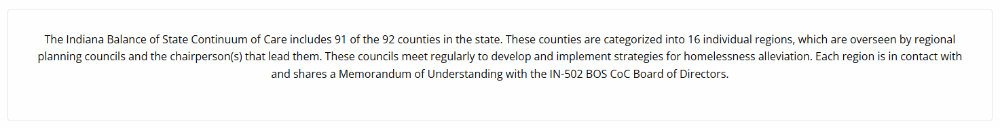 The Indiana Balance of State Continuum of Care includes 91 of the 92 counties in the state. These counties are categorized into 16 individual regions, which are overseen by regional
planning councils and the chairperson(s) that lead them. These councils meet regularly to develop and implement strategies for homelessness alleviation. Each region is in contact with
and shares a Memorandum of Understanding with the IN-502 BOS CoC Board of Directors.